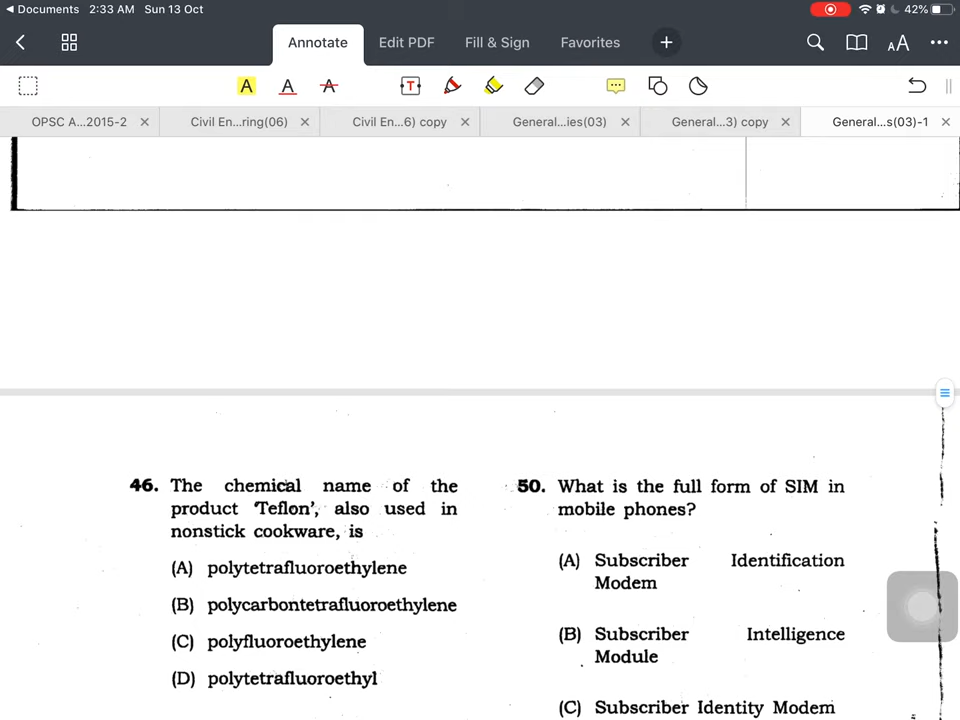 Documents 2:33 AM Sun 13 Oct 42%
Annotate Edit PDF Fill & Sign Favorites
AA
A A A T
OPSC A...2015-2 Civil En...ring(06) Civil En...6) copy General...ies(03) General...3) copy General...s(03)-1
46. The chemical name of the
product 'Teflon', also used in
nonstick cookware, is
(A) polytetrafluoroethylene
(B) polycarbontetrafluoroethylene
(C) polyfluoroethylene
(D) polytetrafluoroethyl
50. What is the full form of SIM in
mobile phones?
(A) Subscriber Identification
Modem
(B) Subscriber Intelligence
Module
(C) Subscriber Identity Modem